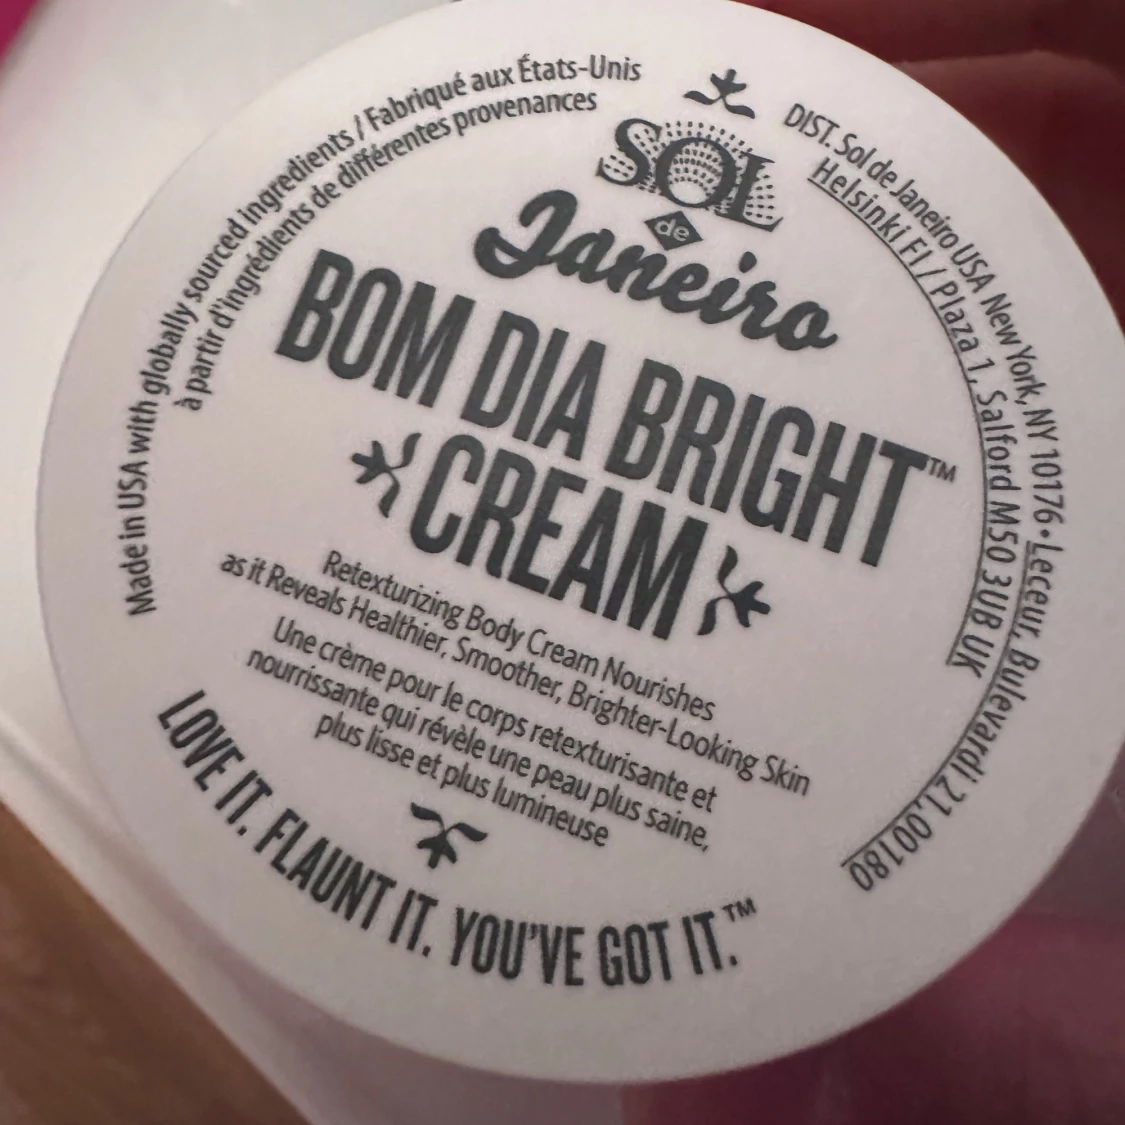 Made in USA with globally sourced ingredients / Fabriqué aux États-Unis
à partir d'ingrédients de différentes provenances
SOL
de
Janeiro
BOM DIA BRIGHT™
CREAM
Retexturizing Body Cream Nourishes
as it Reveals Healthier, Smoother, Brighter-Looking Skin
Une crème pour le corps retexturisante et
nourrissante qui révèle une peau plus saine,
plus lisse et plus lumineuse
LOVE IT. FLAUNT IT. YOU'VE GOT IT.™
DIST. Sol de Janeiro USA New York, NY 10176 • Leceur, Bulevardi 21, 00180
Helsinki FI / Plaza 1, Salford M50 3UB UK